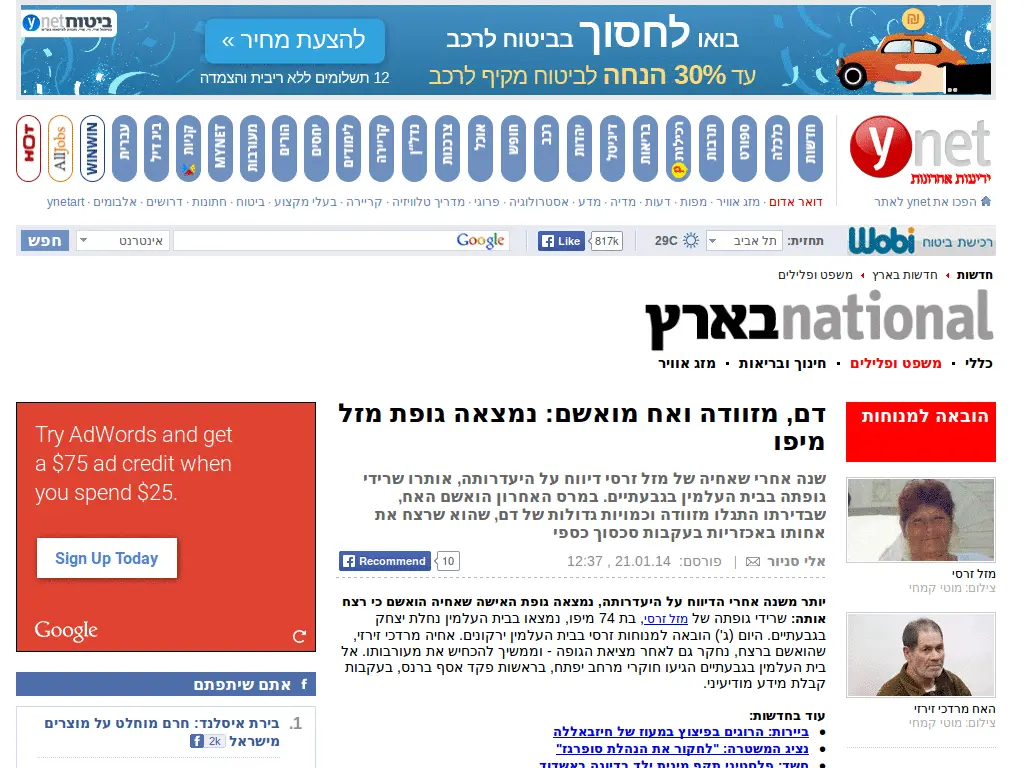 ביטוח ynet
בואו לחסוך בביטוח לרכב
עד 30% הנחה לביטוח מקיף לרכב
להצעת מחיר »
12 תשלומים ללא ריבית והצמדה
ynet
ידיעות אחרונות
הפכו את ynet לאתר
חדשות
כלכלה
ספורט
תרבות
רכילות
בריאות
דיגיטל
יהדות
רכב
חופש
אוכל
צרכנות
נדל"ן
קריירה
לימודים
יחסים
הורים
מעורבות
MYNET
קניות
בינ דיל
עברית
WINWIN
AllJobs
HOT
דואר אדום · מזג אוויר · מפות · דעות · מדיה · מדע · אסטרולוגיה · פרוגי · מדריך טלוויזיה · קריירה · בעלי מקצוע · ביטוח · חתונות · דרושים · אלבומים · ynetart
רכישת ביטוח Wobi
תחזית: תל אביב 29C
Like 817k
Google
אינטרנט
חפש
חדשות חדשות בארץ משפט ופלילים
national בארץ
כללי • משפט ופלילים • חינוך ובריאות • מזג אוויר
הובאה למנוחות
מזל זרסי
צילום: מוטי קמחי
האח מרדכי זירזי
צילום: מוטי קמחי
דם, מזוודה ואח מואשם: נמצאה גופת מזל
מיפו
שנה אחרי שאחיה של מזל זרסי דיווח על היעדרותה, אותרו שרידי
גופתה בבית העלמין בגבעתיים. במרס האחרון הואשם האח,
שבדירתו התגלו מזוודה וכמויות גדולות של דם, שהוא שרצח את
אחותו באכזריות בעקבות סכסוך כספי
אלי סניור | פורסם: 21.01.14 , 12:37
Recommend 10
יותר משנה אחרי הדיווח על היעדרותה, נמצאה גופת האישה שאחיה הואשם כי רצח
אותה: שרידי גופתה של מזל זרסי, בת 74 מיפו, נמצאו בבית העלמין נחלת יצחק
בגבעתיים. היום (ג') הובאה למנוחות זרסי בבית העלמין ירקונים. אחיה מרדכי זירזי,
שהואשם ברצח, נחקר גם לאחר מציאת הגופה - וממשיך להכחיש את מעורבותו. אל
בית העלמין בגבעתיים הגיעו חוקרי מרחב יפתח, בראשות פקד אסף ברנס, בעקבות
קבלת מידע מודיעיני.
עוד בחדשות:
• ביירות: הרוגים בפיצוץ במעוז של חיזבאללה
• נציג המשטרה: "לחקור את הנהלת סופרגז"
• חשד: פלסטיני תקף מינית ילד בדיונה באשדוד
Try AdWords and get
a $75 ad credit when
you spend $25.
Sign Up Today
Google
אתם שיתפתם
1. בירת איסלנד: חרם מוחלט על מוצרים
מישראל 2k